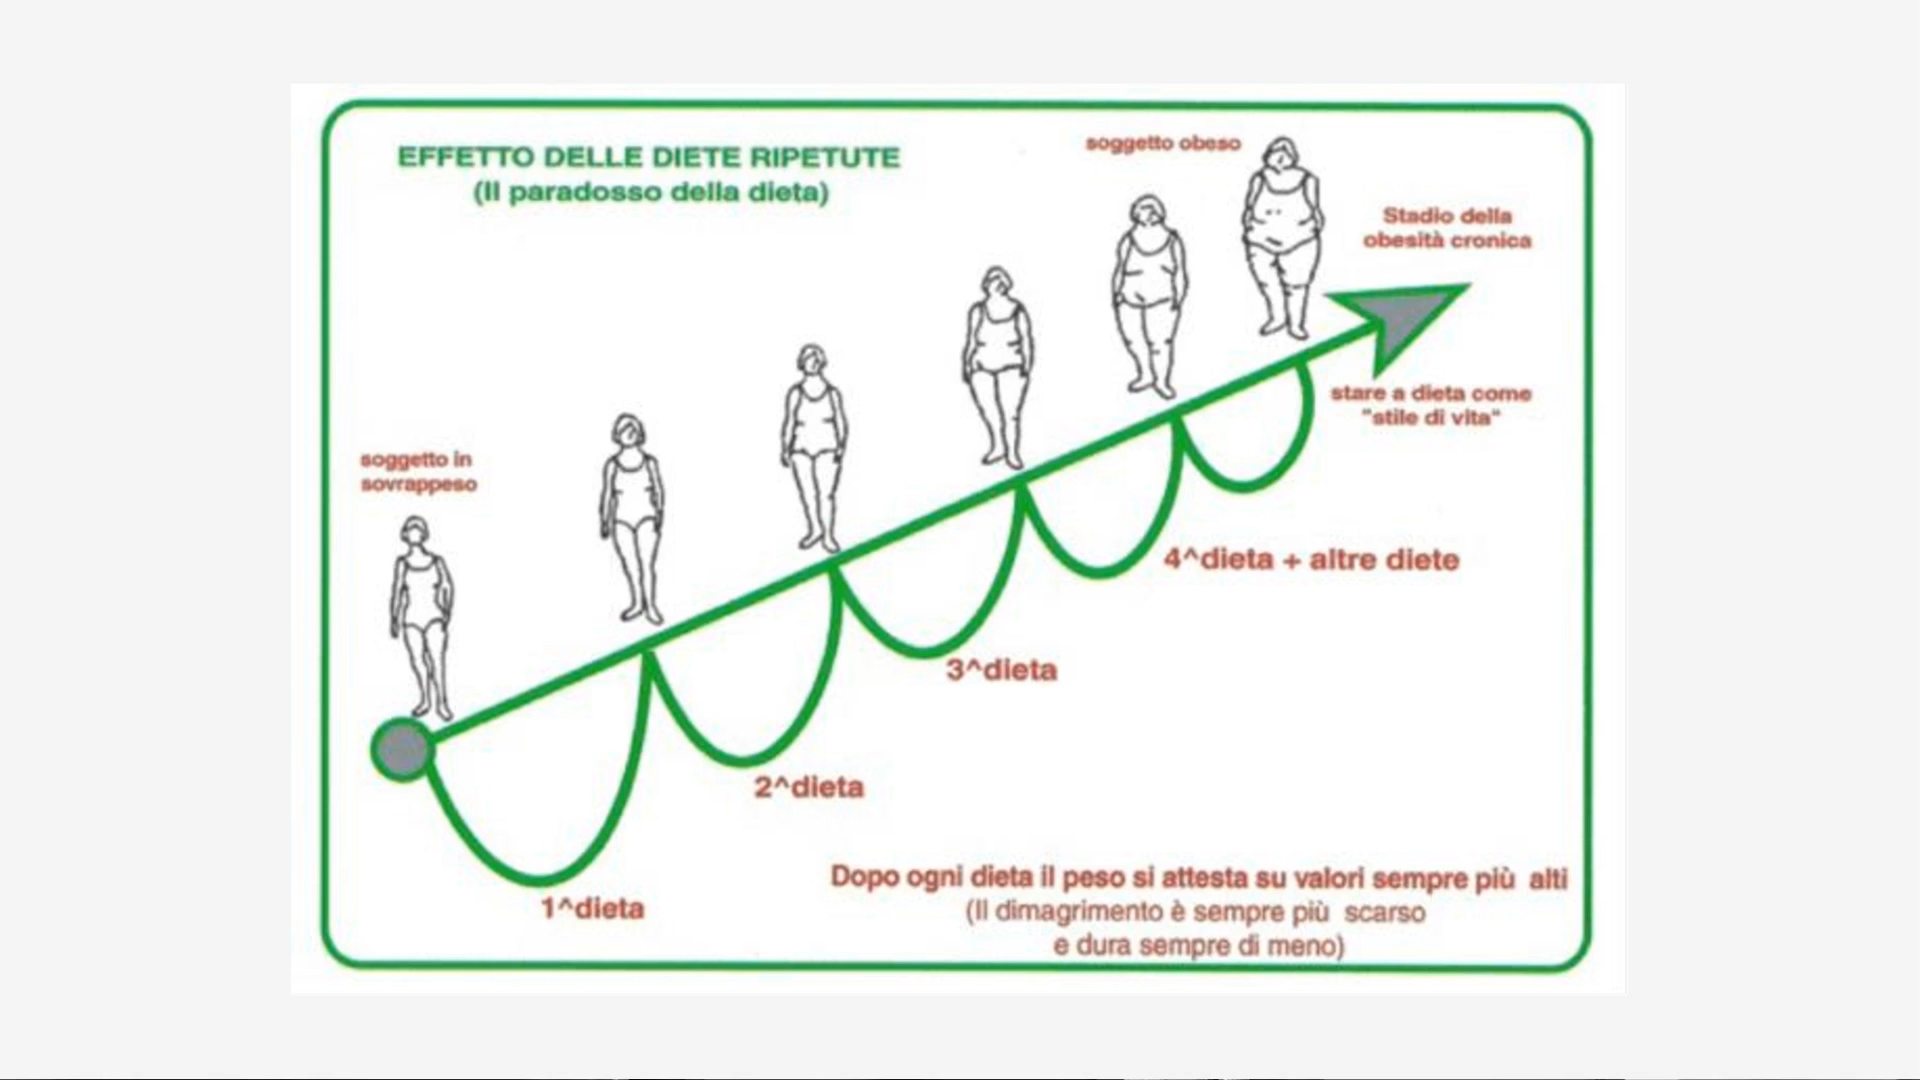 EFFETTO DELLE DIETE RIPETUTE
(Il paradosso della dieta)
soggetto obeso
Stadio della
obesità cronica
stare a dieta come
"stile di vita"
soggetto in
sovrappeso
4^dieta + altre diete
3^dieta
2^dieta
1^dieta
Dopo ogni dieta il peso si attesta su valori sempre più alti
(Il dimagrimento è sempre più scarso
e dura sempre di meno)